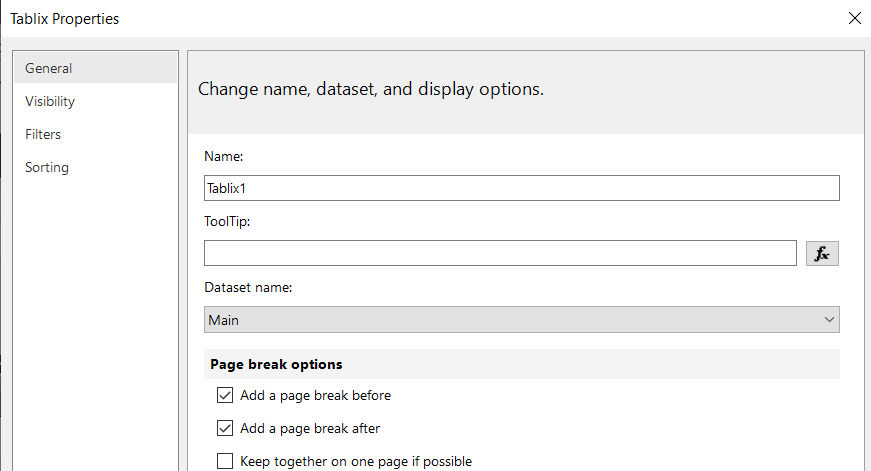 Tablix Properties
General
Visibility
Filters
Sorting
Change name, dataset, and display options.
Name:
Tablix1
ToolTip:
fx
Dataset name:
Main
Page break options
Add a page break before
Add a page break after
Keep together on one page if possible